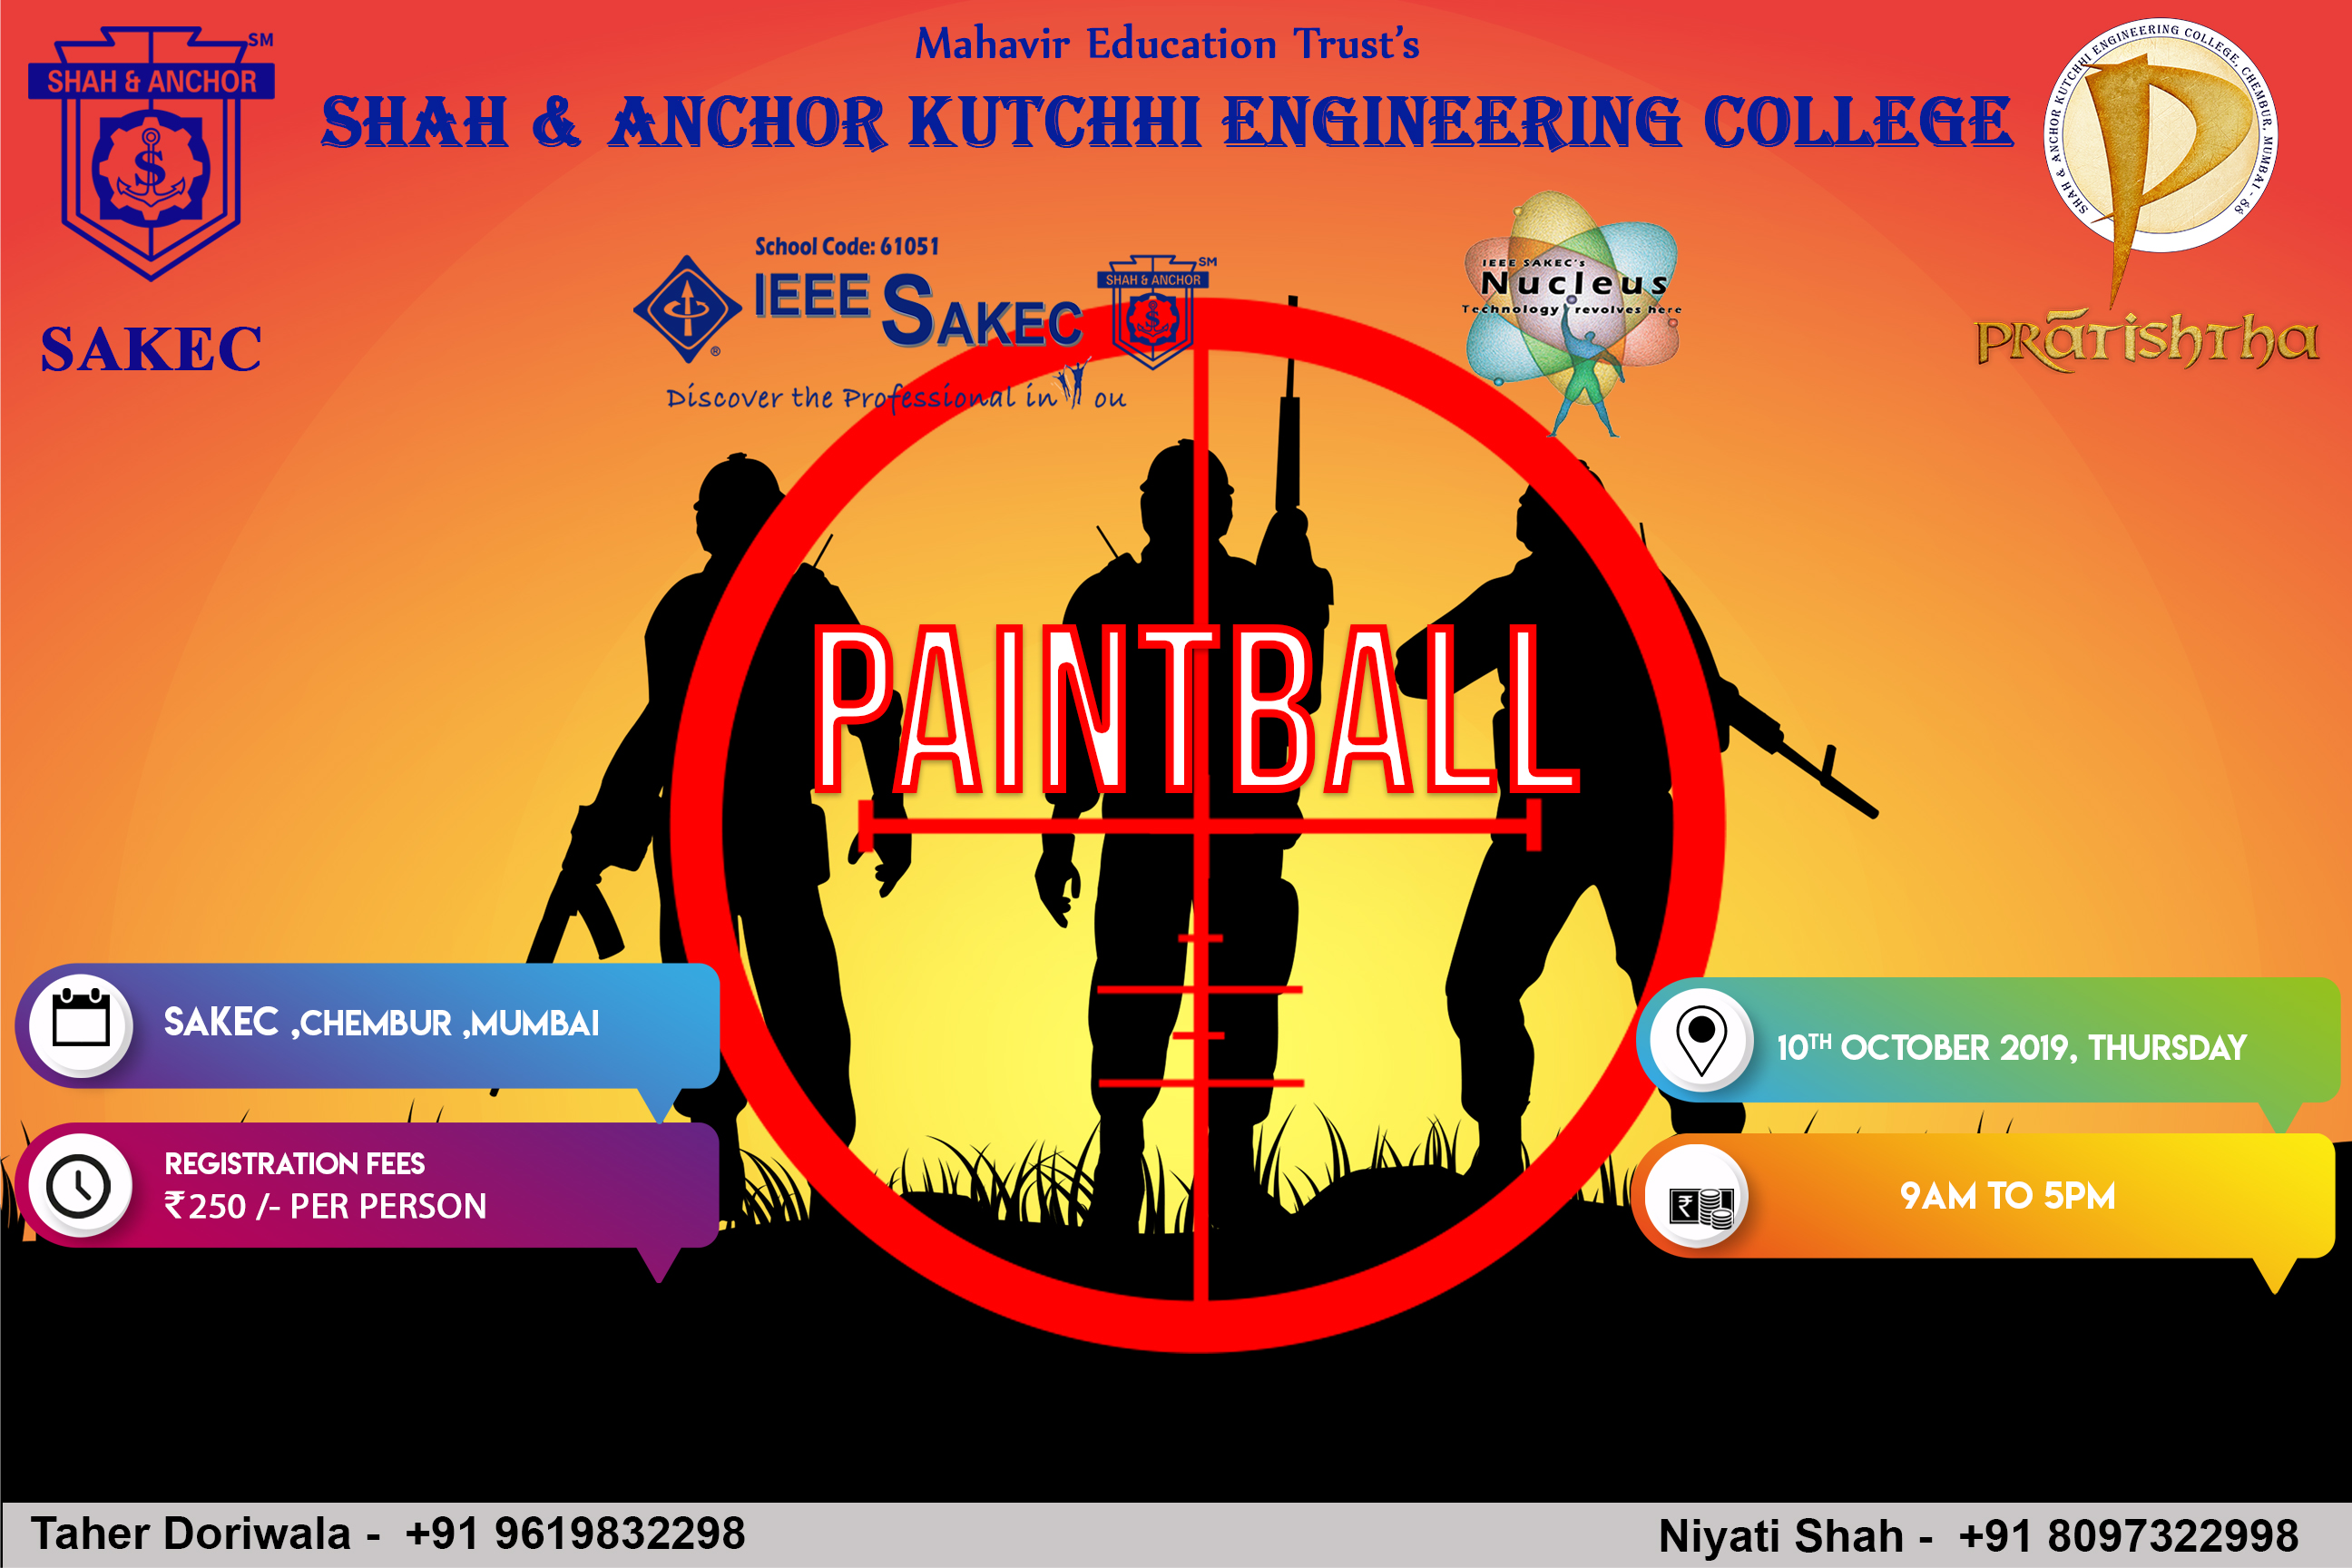 SHAH & ANCHOR SM
S
SAKEC
Mahavir Education Trust's
SHAH & ANCHOR KUTCHHI ENGINEERING COLLEGE
SHAH & ANCHOR KUTCHHI ENGINEERING COLLEGE, CHEMBUR, MUMBAI - 88
P
PRāTishTha
School Code: 61051
IEEE SAKEC
®
SHAH & ANCHOR SM
S
Discover the Professional in You
IEEE SAKEC's
Nucleus
Technology revolves here
PAINTBALL
SAKEC ,CHEMBUR ,MUMBAI
REGISTRATION FEES
₹250 /- PER PERSON
10TH OCTOBER 2019, THURSDAY
₹
9AM TO 5PM
Taher Doriwala - +91 9619832298
Niyati Shah - +91 8097322998